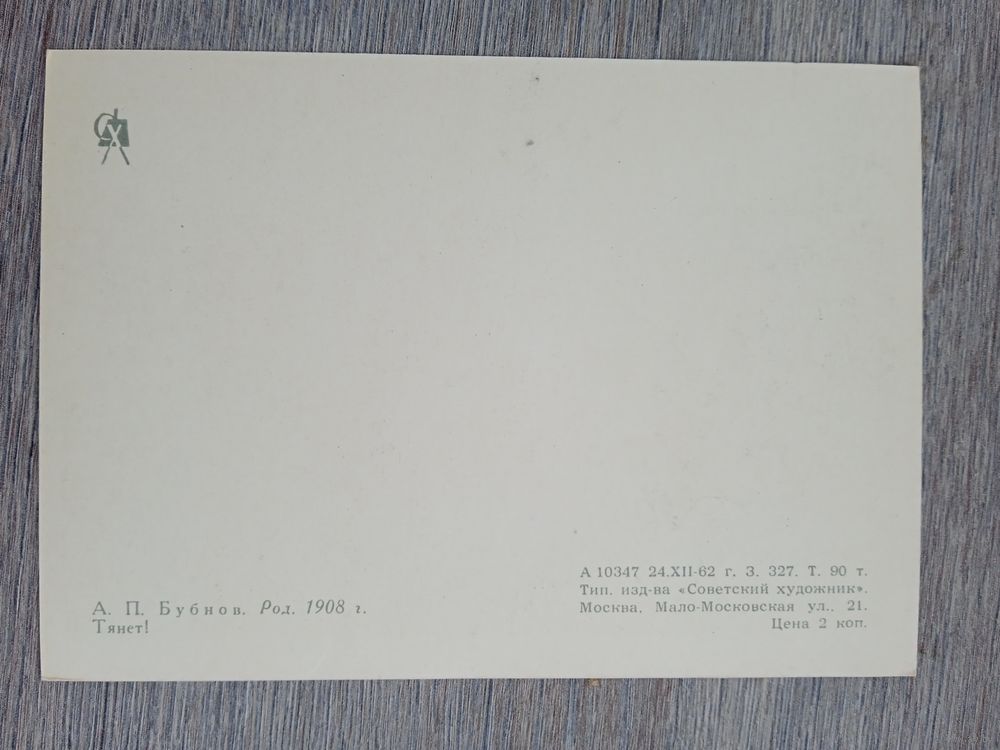 СХ
А. П. Бубнов. Род. 1908 г.
Тянет!
А 10347 24.XII-62 г. З. 327. Т. 90 т.
Тип. изд-ва «Советский художник».
Москва, Мало-Московская ул., 21.
Цена 2 коп.